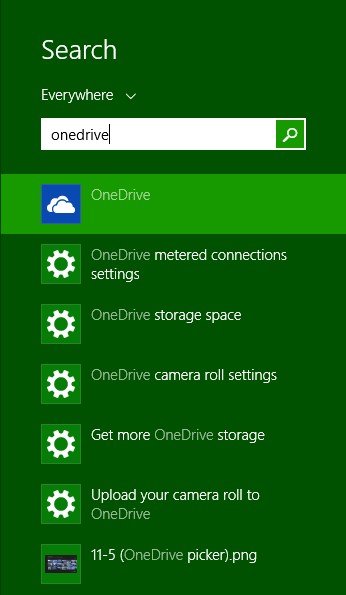 Search
Everywhere
onedrive
OneDrive
OneDrive metered connections
settings
OneDrive storage space
OneDrive camera roll settings
Get more OneDrive storage
Upload your camera roll to
OneDrive
11-5 (OneDrive picker).png